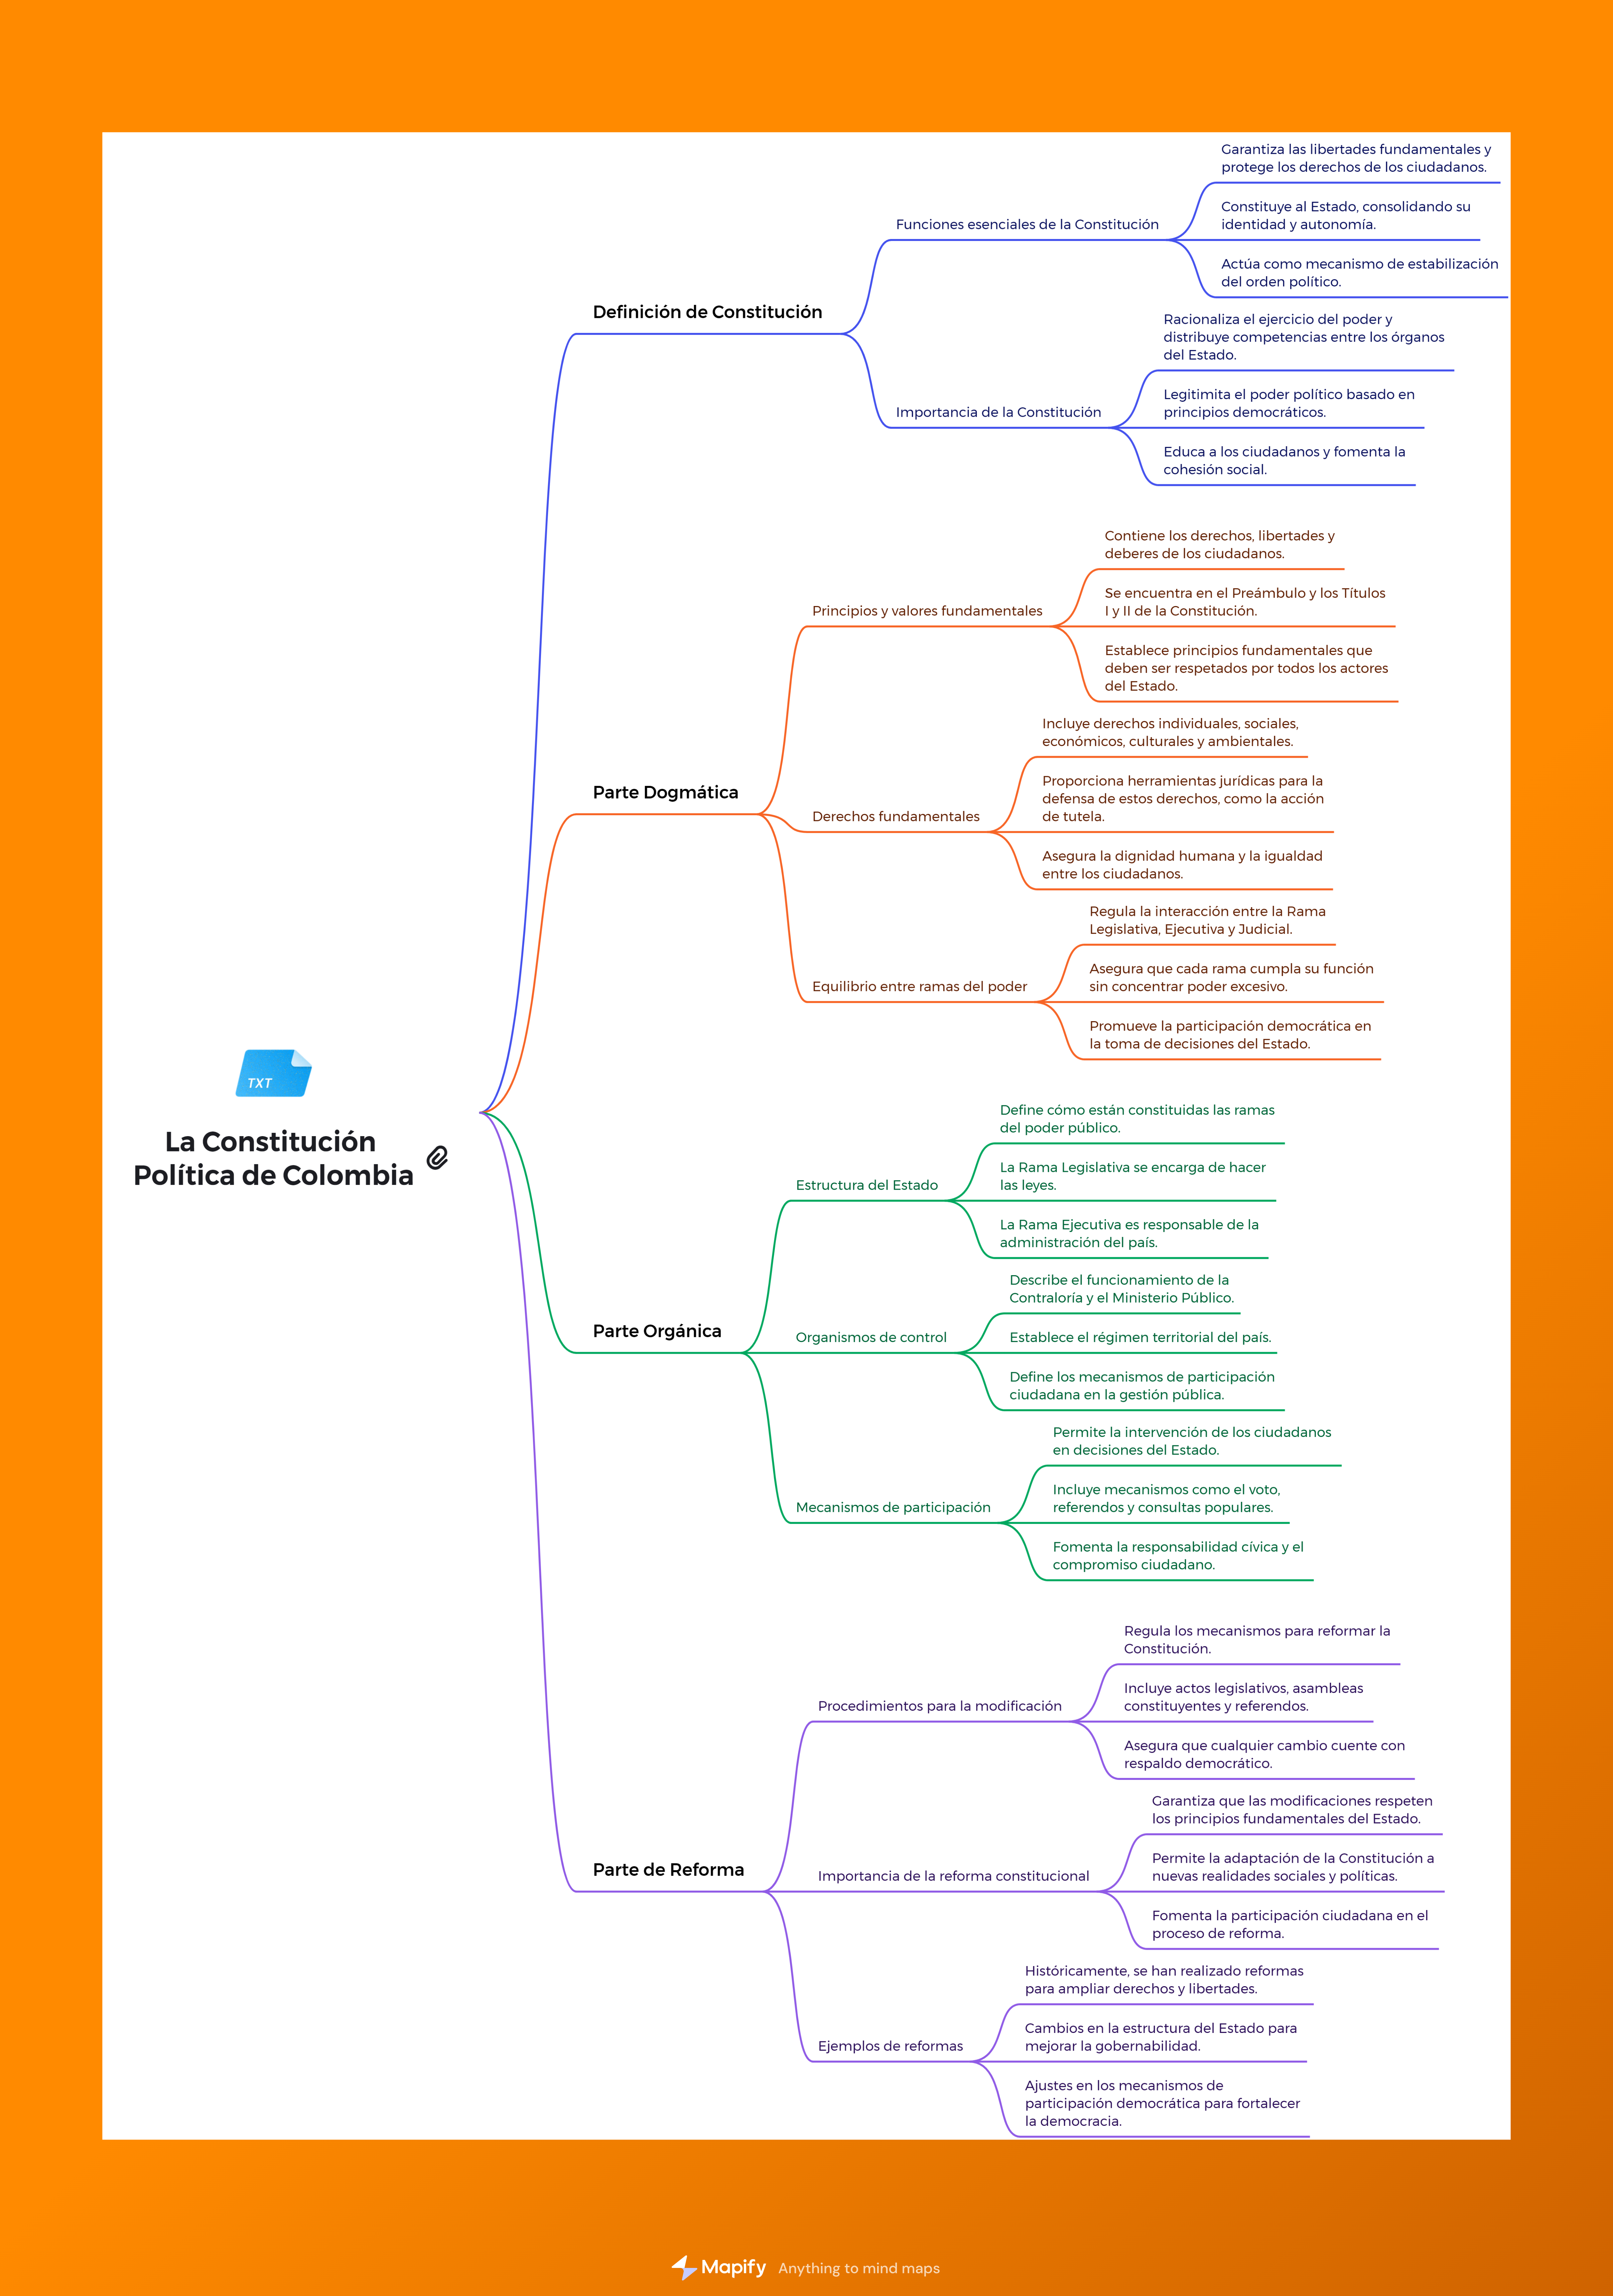 La Constitución
Política de Colombia
TXT
Definición de Constitución
Funciones esenciales de la Constitución
Garantiza las libertades fundamentales y
protege los derechos de los ciudadanos.
Constituye al Estado, consolidando su
identidad y autonomía.
Actúa como mecanismo de estabilización
del orden político.
Importancia de la Constitución
Racionaliza el ejercicio del poder y
distribuye competencias entre los órganos
del Estado.
Legitimita el poder político basado en
principios democráticos.
Educa a los ciudadanos y fomenta la
cohesión social.
Parte Dogmática
Principios y valores fundamentales
Contiene los derechos, libertades y
deberes de los ciudadanos.
Se encuentra en el Preámbulo y los Títulos
I y II de la Constitución.
Establece principios fundamentales que
deben ser respetados por todos los actores
del Estado.
Derechos fundamentales
Incluye derechos individuales, sociales,
económicos, culturales y ambientales.
Proporciona herramientas jurídicas para la
defensa de estos derechos, como la acción
de tutela.
Asegura la dignidad humana y la igualdad
entre los ciudadanos.
Equilibrio entre ramas del poder
Regula la interacción entre la Rama
Legislativa, Ejecutiva y Judicial.
Asegura que cada rama cumpla su función
sin concentrar poder excesivo.
Promueve la participación democrática en
la toma de decisiones del Estado.
Parte Orgánica
Estructura del Estado
Define cómo están constituidas las ramas
del poder público.
La Rama Legislativa se encarga de hacer
las leyes.
La Rama Ejecutiva es responsable de la
administración del país.
Organismos de control
Describe el funcionamiento de la
Contraloría y el Ministerio Público.
Establece el régimen territorial del país.
Define los mecanismos de participación
ciudadana en la gestión pública.
Mecanismos de participación
Permite la intervención de los ciudadanos
en decisiones del Estado.
Incluye mecanismos como el voto,
referendos y consultas populares.
Fomenta la responsabilidad cívica y el
compromiso ciudadano.
Parte de Reforma
Procedimientos para la modificación
Regula los mecanismos para reformar la
Constitución.
Incluye actos legislativos, asambleas
constituyentes y referendos.
Asegura que cualquier cambio cuente con
respaldo democrático.
Importancia de la reforma constitucional
Garantiza que las modificaciones respeten
los principios fundamentales del Estado.
Permite la adaptación de la Constitución a
nuevas realidades sociales y políticas.
Fomenta la participación ciudadana en el
proceso de reforma.
Ejemplos de reformas
Históricamente, se han realizado reformas
para ampliar derechos y libertades.
Cambios en la estructura del Estado para
mejorar la gobernabilidad.
Ajustes en los mecanismos de
participación democrática para fortalecer
la democracia.
Mapify Anything to mind maps